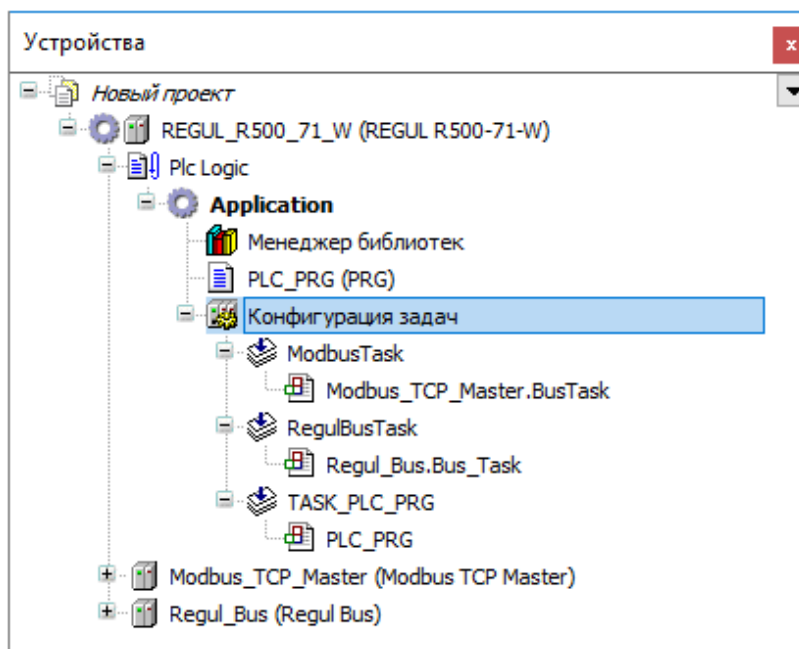 Устройства
x
Новый проект
REGUL_R500_71_W (REGUL R500-71-W)
Plc Logic
Application
Менеджер библиотек
PLC_PRG (PRG)
Конфигурация задач
ModbusTask
Modbus_TCP_Master.BusTask
RegulBusTask
Regul_Bus.Bus_Task
TASK_PLC_PRG
PLC_PRG
Modbus_TCP_Master (Modbus TCP Master)
Regul_Bus (Regul Bus)